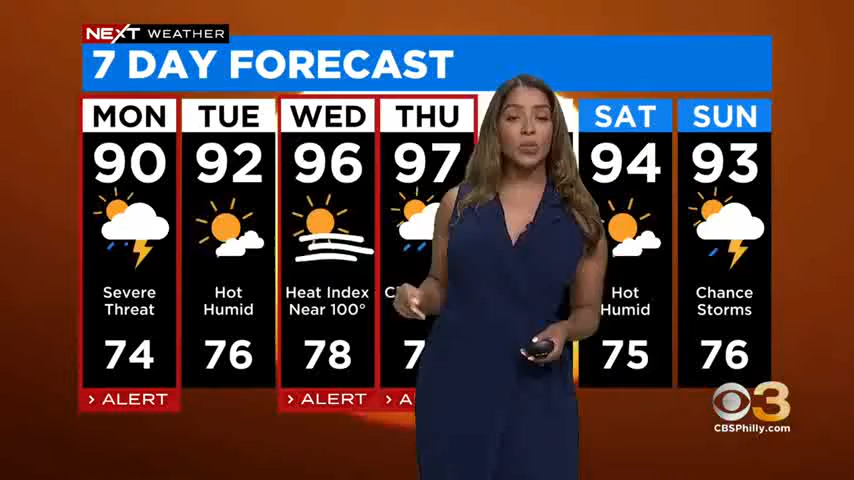 NEXT WEATHER
7 DAY FORECAST
MON TUE WED THU SAT SUN
90 92 96 97 94 93
Severe Threat
Hot Humid
Heat Index Near 100°
Hot Humid
Chance Storms
74 76 78 75 76
> ALERT > ALERT
3
CBSPhilly.com